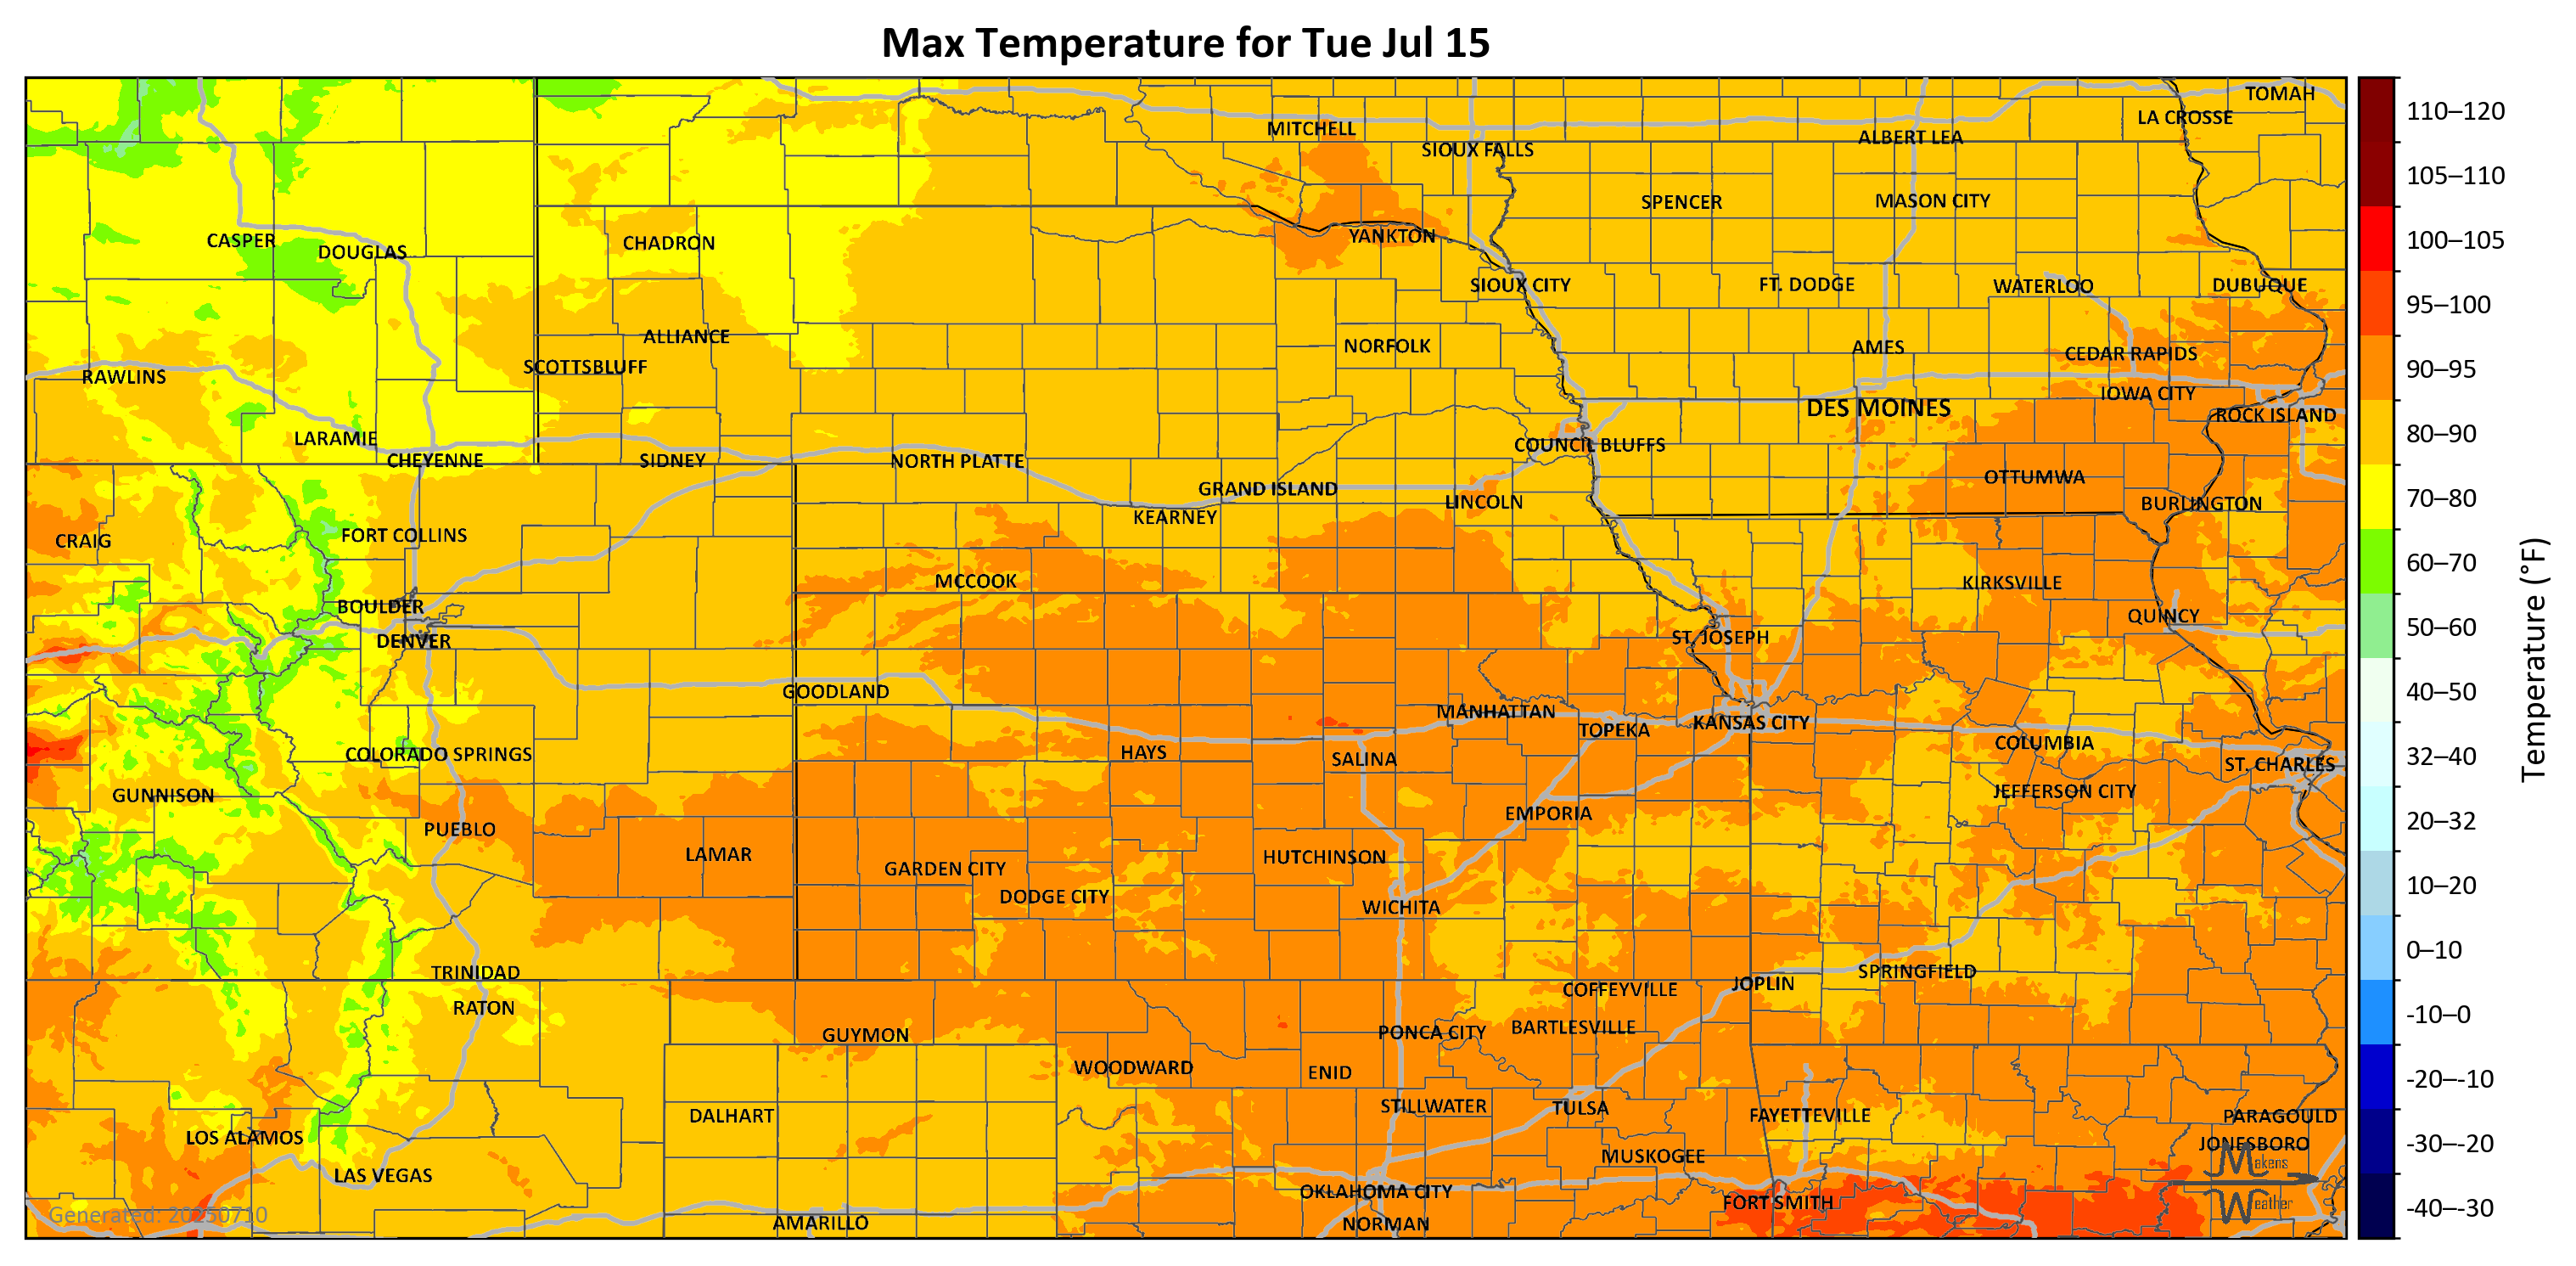 Max Temperature for Tue Jul 15
TOMAH
LA CROSSE
MITCHELL
ALBERT LEA
SIOUX FALLS
SPENCER
MASON CITY
CASPER
DOUGLAS
CHADRON
YANKTON
SIOUX CITY
FT. DODGE
WATERLOO
DUBUQUE
ALLIANCE
NORFOLK
AMES
CEDAR RAPIDS
SCOTTSBLUFF
RAWLINS
IOWA CITY
DES MOINES
ROCK ISLAND
LARAMIE
COUNCIL BLUFFS
CHEYENNE
SIDNEY
NORTH PLATTE
OTTUMWA
GRAND ISLAND
LINCOLN
BURLINGTON
KEARNEY
CRAIG
FORT COLLINS
MCCOOK
KIRKSVILLE
BOULDER
QUINCY
DENVER
ST. JOSEPH
GOODLAND
MANHATTAN
TOPEKA
KANSAS CITY
COLORADO SPRINGS
HAYS
SALINA
COLUMBIA
ST. CHARLES
GUNNISON
JEFFERSON CITY
EMPORIA
PUEBLO
LAMAR
HUTCHINSON
GARDEN CITY
DODGE CITY
WICHITA
TRINIDAD
SPRINGFIELD
JOPLIN
COFFEYVILLE
RATON
GUYMON
PONCA CITY
BARTLESVILLE
WOODWARD
ENID
DALHART
STILLWATER
TULSA
FAYETTEVILLE
PARAGOULD
LOS ALAMOS
JONESBORO
MUSKOGEE
LAS VEGAS
OKLAHOMA CITY
FORT SMITH
AMARILLO
NORMAN
Makens
Weather
Generated: 20250710
110–120
105–110
100–105
95–100
90–95
80–90
70–80
60–70
50–60
40–50
32–40
20–32
10–20
0–10
-10–0
-20–-10
-30–-20
-40–-30
Temperature (°F)